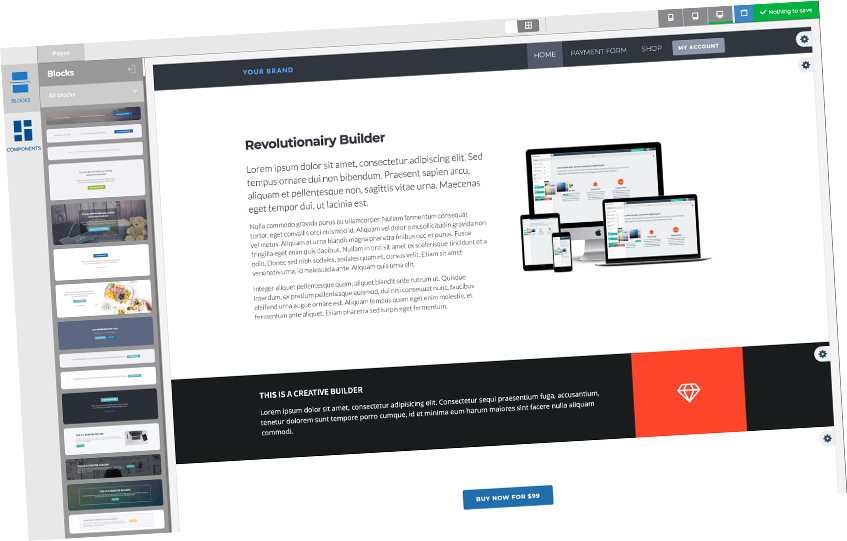 Pages
Nothing to save
Blocks
All blocks
BLOCKS
COMPONENTS
YOUR BRAND
HOME
PAYMENT FORM
SHOP
MY ACCOUNT
Revolutionairy Builder
Lorem ipsum dolor sit amet, consectetur adipiscing elit. Sed
tempus ornare dui non bibendum. Praesent sapien arcu,
aliquam et pellentesque non, sagittis vitae urna. Maecenas
eget tempor dui, ut lacinia est.
Nulla commodo gravida purus eu ullamcorper. Nullam fermentum consequat
tortor, eget convallis orci euismod id. Aliquam vel dolor a ex sollicitudin gravida non
vel metus. Aliquam at urna blandit magna pharetra finibus nec et purus. Fusce
fringilla eget enim quis dapibus. Nullam in orci sit amet ex scelerisque tincidunt et a
odio. Donec sed nibh sodales, sodales quam et, cursus velit. Etiam sit amet
venenatis urna, id malesuada ante. Aliquam quis urna elit.
Integer aliquet pellentesque quam, aliquet blandit ante rutrum ut. Quisque
interdum, ex pretium pellentesque euismod, dui nisi consequat nunc, faucibus
eleifend urna augue ornare est. Aliquam tempus quam eget enim molestie, et
fermentum ante aliquet. Etiam pharetra sed turpis eget fermentum.
THIS IS A CREATIVE BUILDER
Lorem ipsum dolor sit amet, consectetur adipiscing elit. Consectetur sequi praesentium fuga, accusantium,
tenetur dolorem sunt tempore porro cumque, id et minima eum harum maiores sint facere nulla aliquam
commodi.
BUY NOW FOR $99